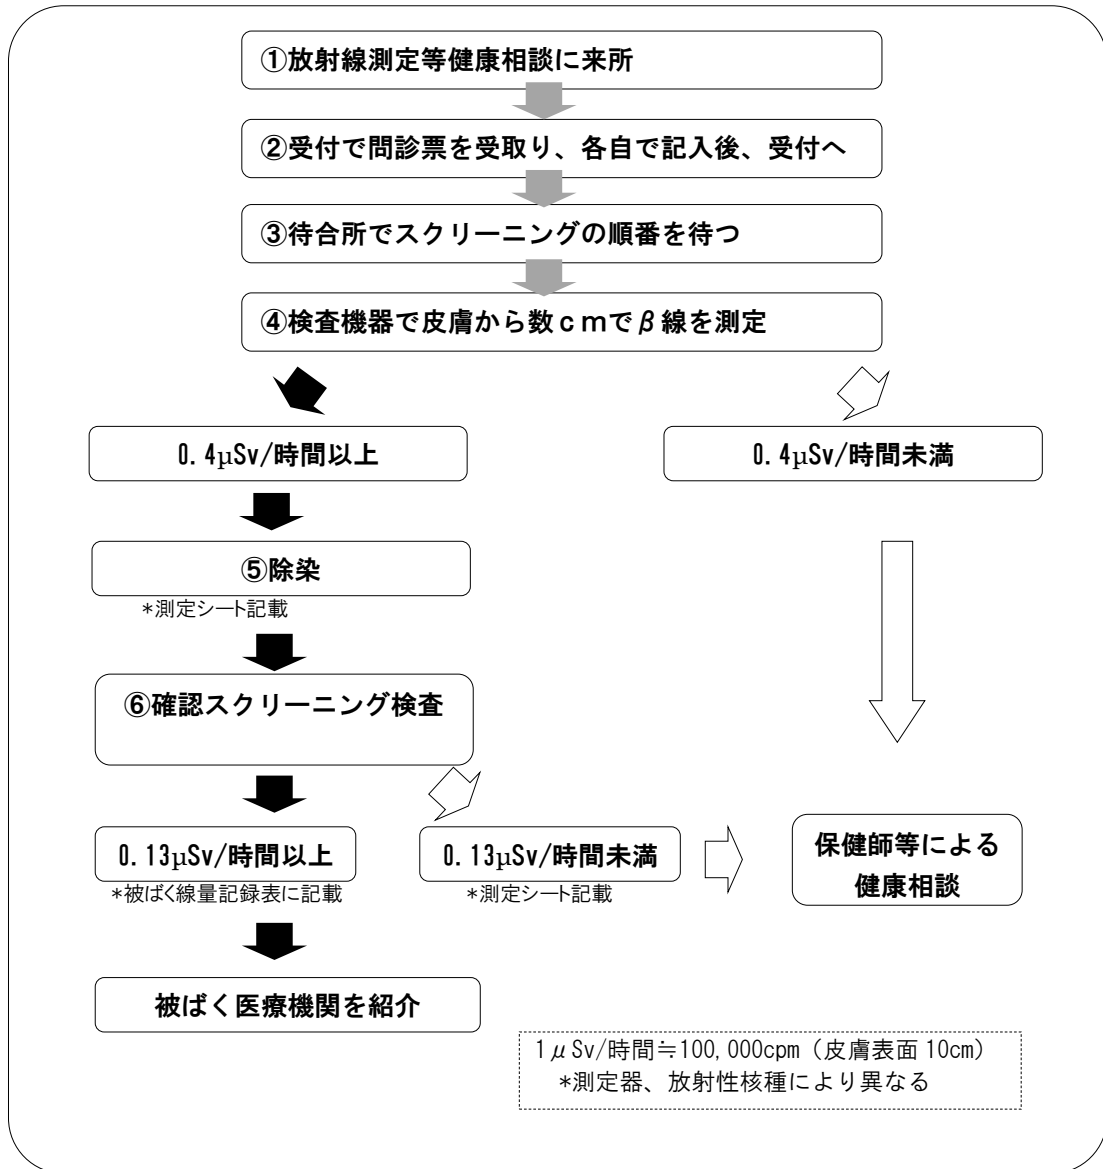 ①放射線測定等健康相談に来所
②受付で問診票を受取り、各自で記入後、受付へ
③待合所でスクリーニングの順番を待つ
④検査機器で皮膚から数ｃｍでβ線を測定
0.4μSv/時間以上
0.4μSv/時間未満
⑤除染
*測定シート記載
⑥確認スクリーニング検査
0.13μSv/時間以上
*被ばく線量記録表に記載
0.13μSv/時間未満
*測定シート記載
保健師等による
健康相談
被ばく医療機関を紹介
1μSv/時間≒100,000cpm（皮膚表面 10cm）
*測定器、放射性核種により異なる